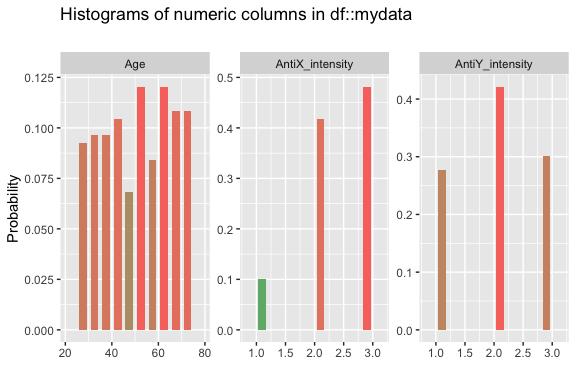 Histograms of numeric columns in df::mydata
Age
AntiX_intensity
AntiY_intensity
Probability
0.125
0.100
0.075
0.050
0.025
0.000
20 40 60 80
0.5
0.4
0.3
0.2
0.1
0.0
1.0 1.5 2.0 2.5 3.0
0.4
0.3
0.2
0.1
0.0
1.0 1.5 2.0 2.5 3.0